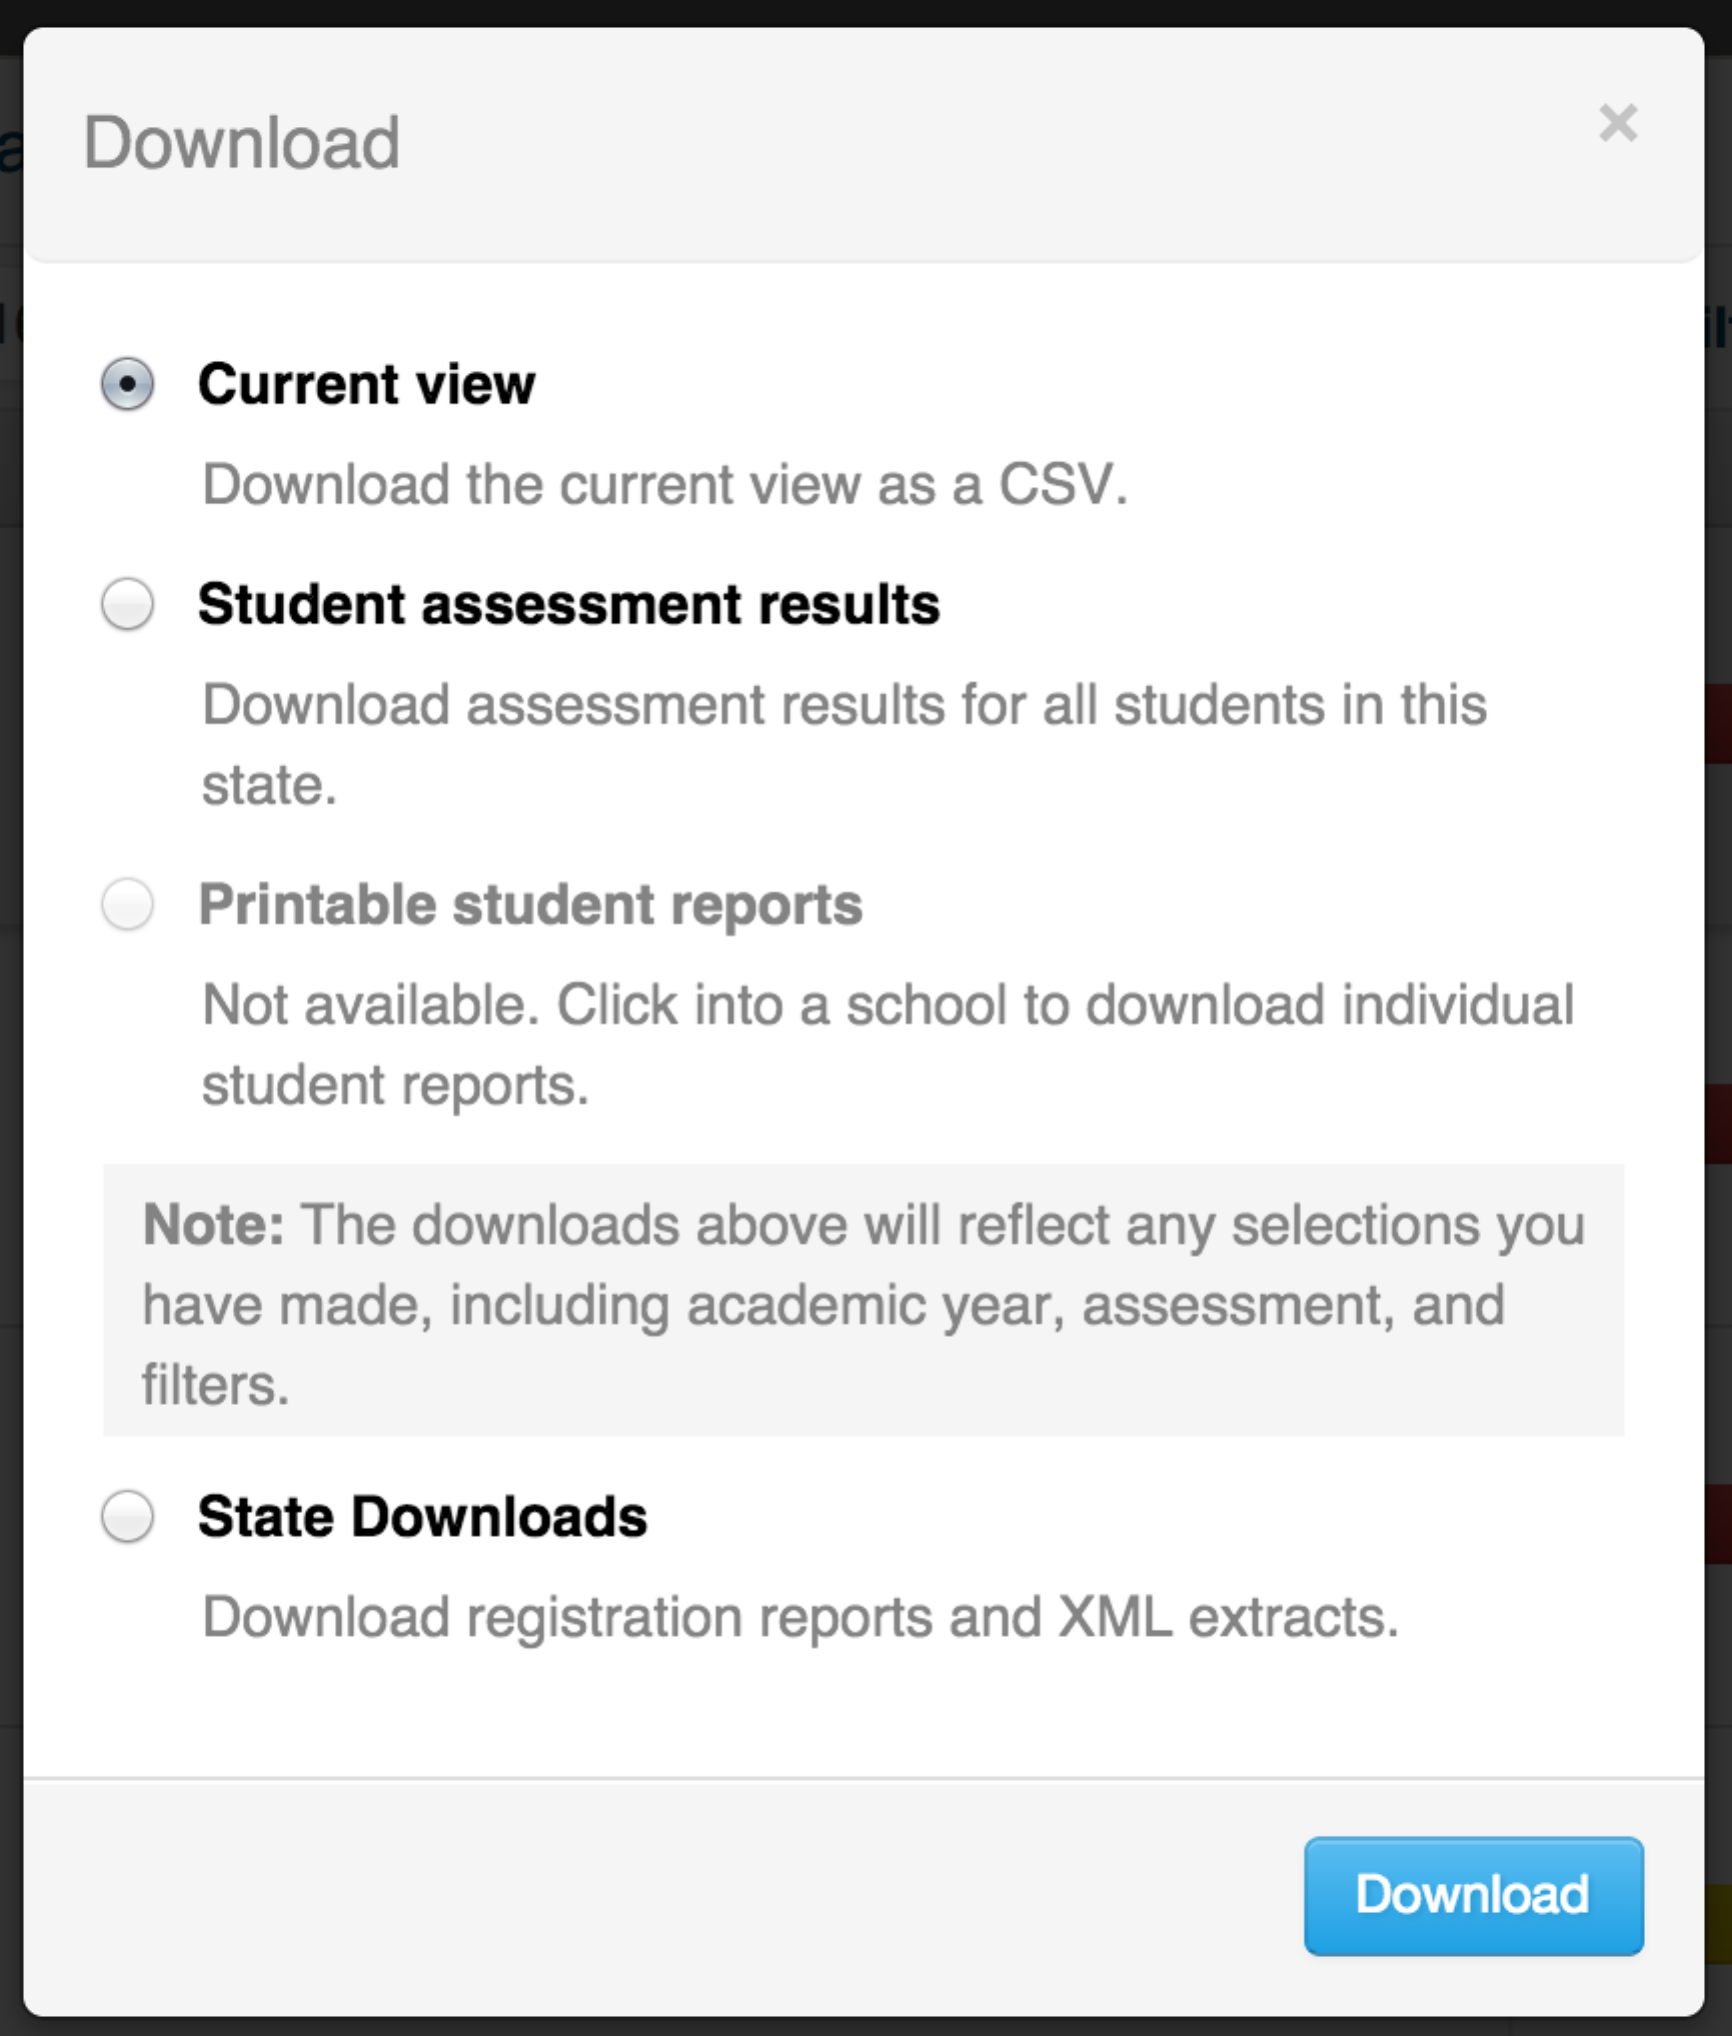 Download
×
Current view
Download the current view as a CSV.
Student assessment results
Download assessment results for all students in this
state.
Printable student reports
Not available. Click into a school to download individual
student reports.
Note: The downloads above will reflect any selections you
have made, including academic year, assessment, and
filters.
State Downloads
Download registration reports and XML extracts.
Download